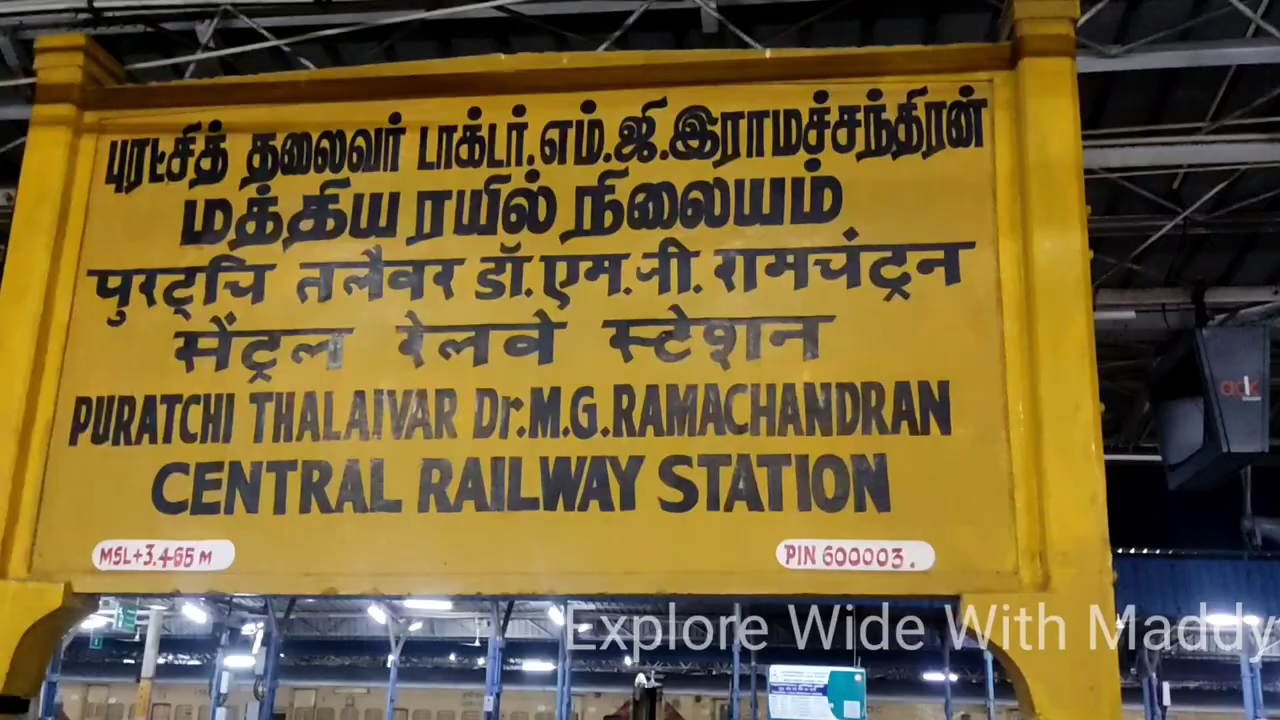 புரட்சித் தலைவர் டாக்டர்.எம்.ஜி.இராமச்சந்திரன்
மத்திய ரயில் நிலையம்
पुरट्चि तलैवर डॉ.एम.जी.रामचंद्रन
सेंट्रल रेलवे स्टेशन
PURATCHI THALAIVAR Dr.M.G.RAMACHANDRAN
CENTRAL RAILWAY STATION
MSL+3.465 M
PIN 600003.
Explore Wide With Maddy